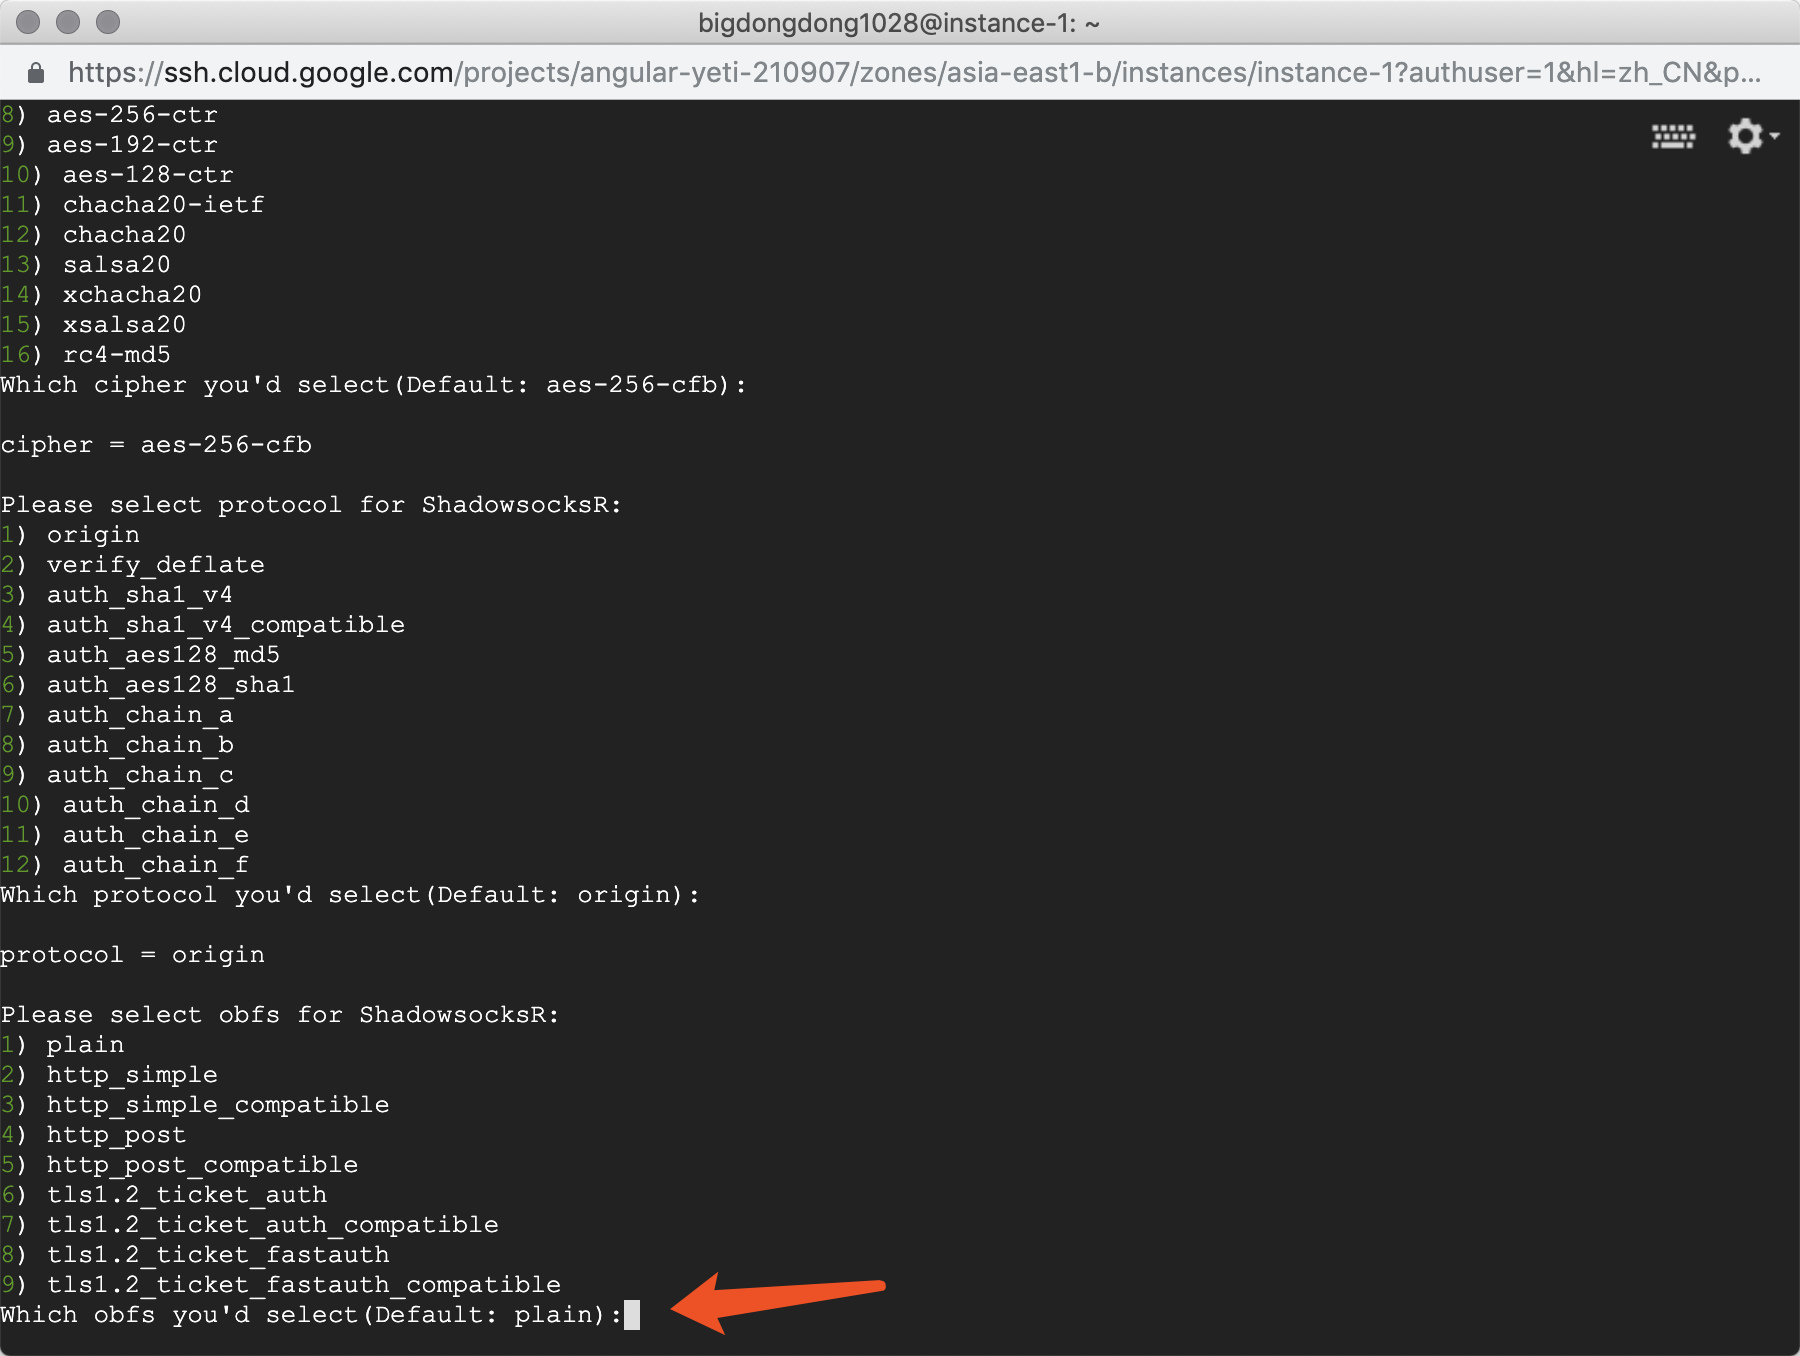 bigdongdong1028@instance-1: ~
https://ssh.cloud.google.com/projects/angular-yeti-210907/zones/asia-east1-b/instances/instance-1?authuser=1&hl=zh_CN&p...
8) aes-256-ctr
9) aes-192-ctr
10) aes-128-ctr
11) chacha20-ietf
12) chacha20
13) salsa20
14) xchacha20
15) xsalsa20
16) rc4-md5
Which cipher you'd select(Default: aes-256-cfb):
cipher = aes-256-cfb
Please select protocol for ShadowsocksR:
1) origin
2) verify_deflate
3) auth_sha1_v4
4) auth_sha1_v4_compatible
5) auth_aes128_md5
6) auth_aes128_sha1
7) auth_chain_a
8) auth_chain_b
9) auth_chain_c
10) auth_chain_d
11) auth_chain_e
12) auth_chain_f
Which protocol you'd select(Default: origin):
protocol = origin
Please select obfs for ShadowsocksR:
1) plain
2) http_simple
3) http_simple_compatible
4) http_post
5) http_post_compatible
6) tls1.2_ticket_auth
7) tls1.2_ticket_auth_compatible
8) tls1.2_ticket_fastauth
9) tls1.2_ticket_fastauth_compatible
Which obfs you'd select(Default: plain):